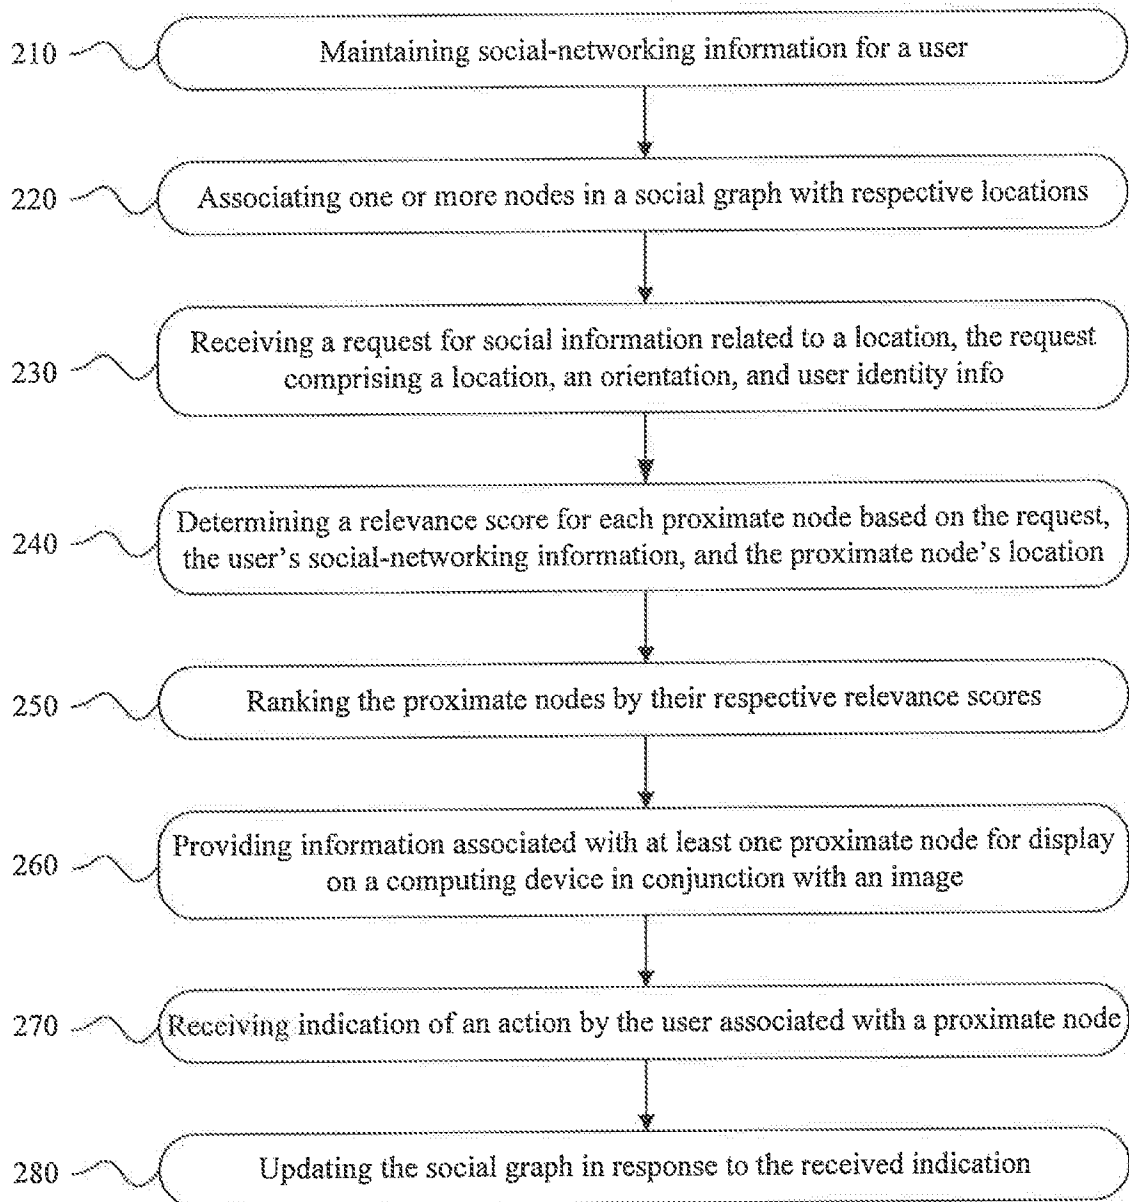 210
Maintaining social-networking information for a user
220
Associating one or more nodes in a social graph with respective locations
230
Receiving a request for social information related to a location, the request
comprising a location, an orientation, and user identity info
240
Determining a relevance score for each proximate node based on the request,
the user's social-networking information, and the proximate node's location
250
Ranking the proximate nodes by their respective relevance scores
260
Providing information associated with at least one proximate node for display
on a computing device in conjunction with an image
270
Receiving indication of an action by the user associated with a proximate node
280
Updating the social graph in response to the received indication